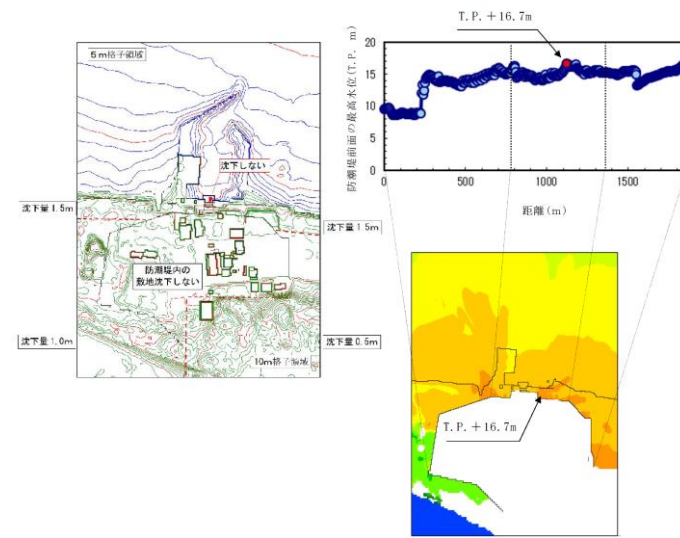 5m格子領域
沈下しない
沈下量1.5m
沈下量1.5m
防潮堤内の
敷地沈下しない
沈下量1.0m
沈下量0.5m
10m格子領域
T.P.+16.7m
防潮堤前面の最高水位(T.P. m)
20
15
10
5
0
0
500
1000
1500
距離(m)
T.P.+16.7m